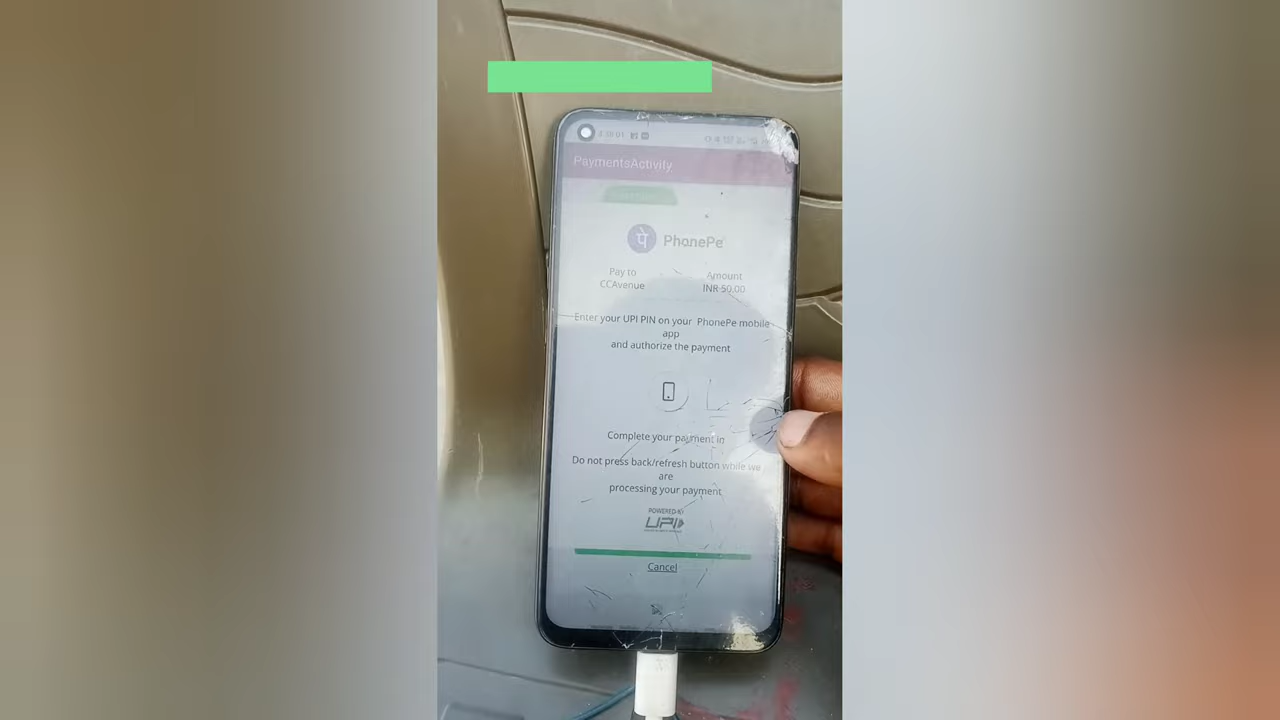 PaymentsActivity
पे PhonePe
Pay to Amount
CCAvenue INR 50.00
Enter your UPI PIN on your PhonePe mobile
app
and authorize the payment
Complete your payment in
Do not press back/refresh button while we
are
processing your payment
POWERED BY
UPI
Cancel